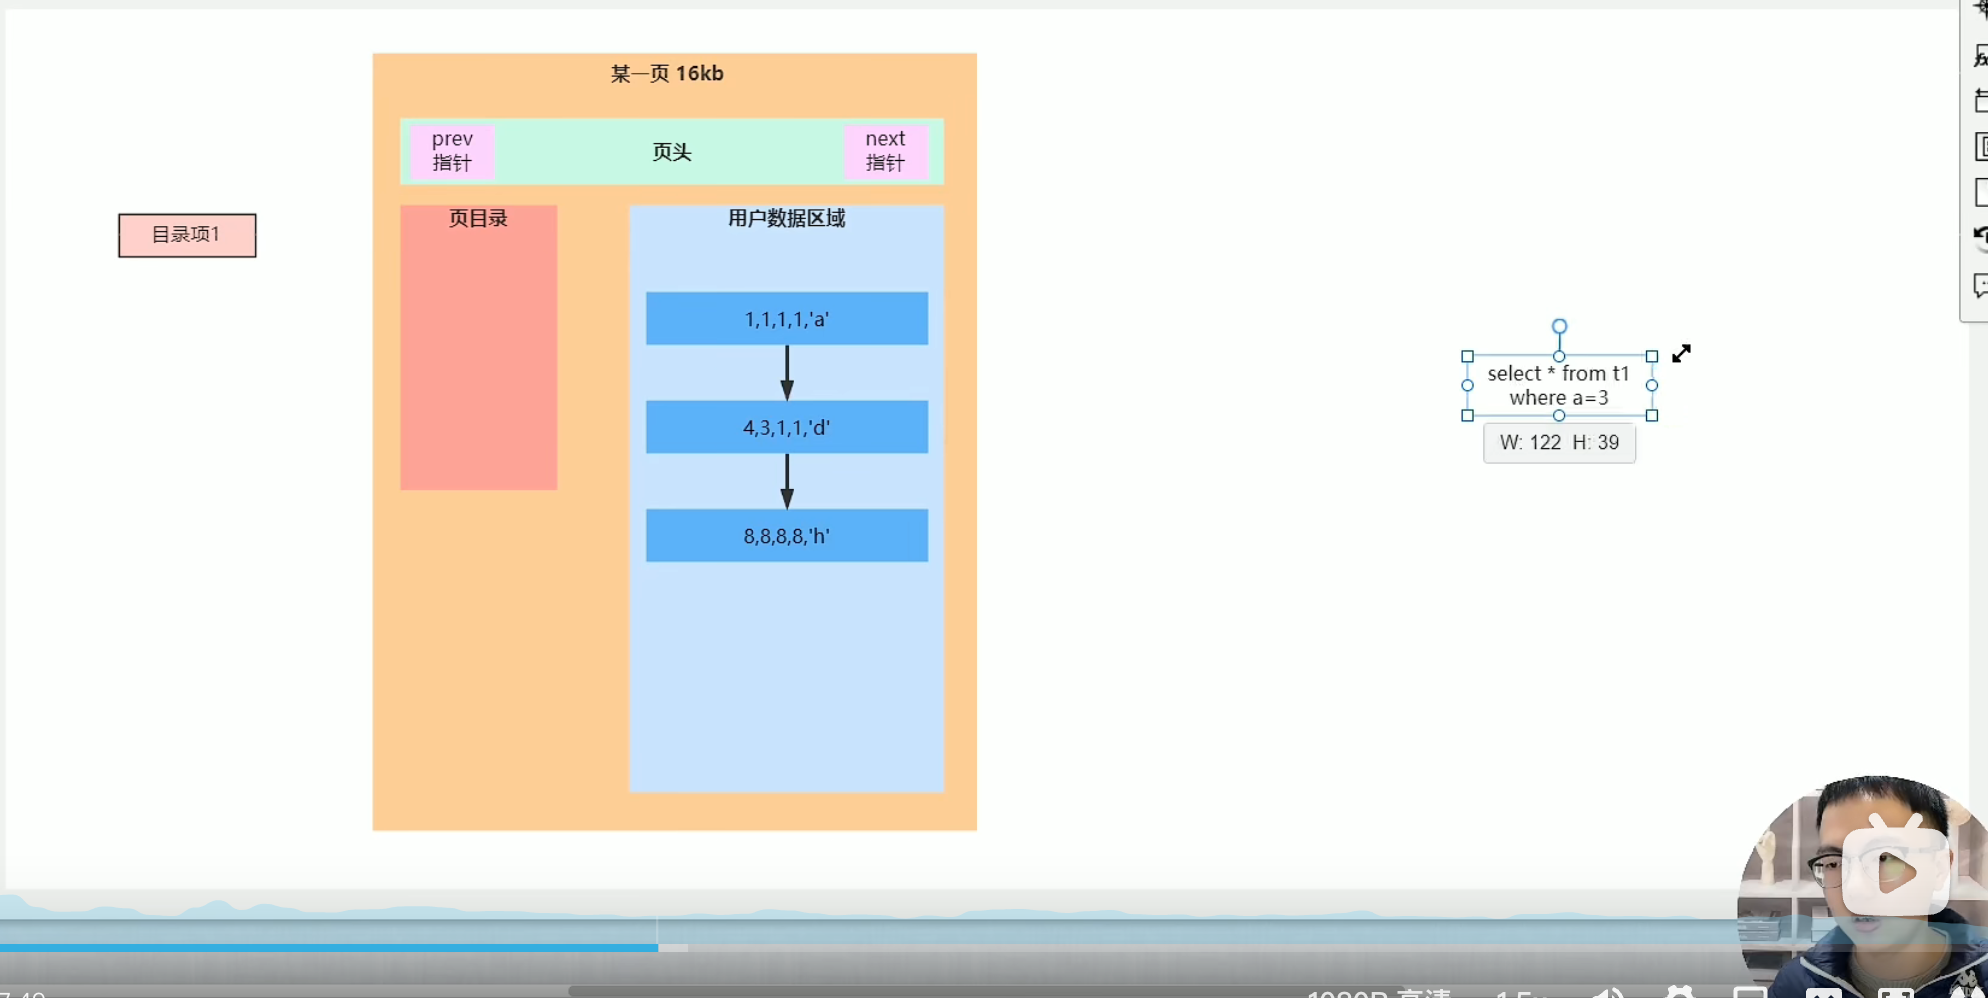 某一页 16kb
prev
指针
页头
next
指针
目录项1
页目录
用户数据区域
1,1,1,1,'a'
4,3,1,1,'d'
8,8,8,8,'h'
select * from t1
where a=3
W: 122 H: 39